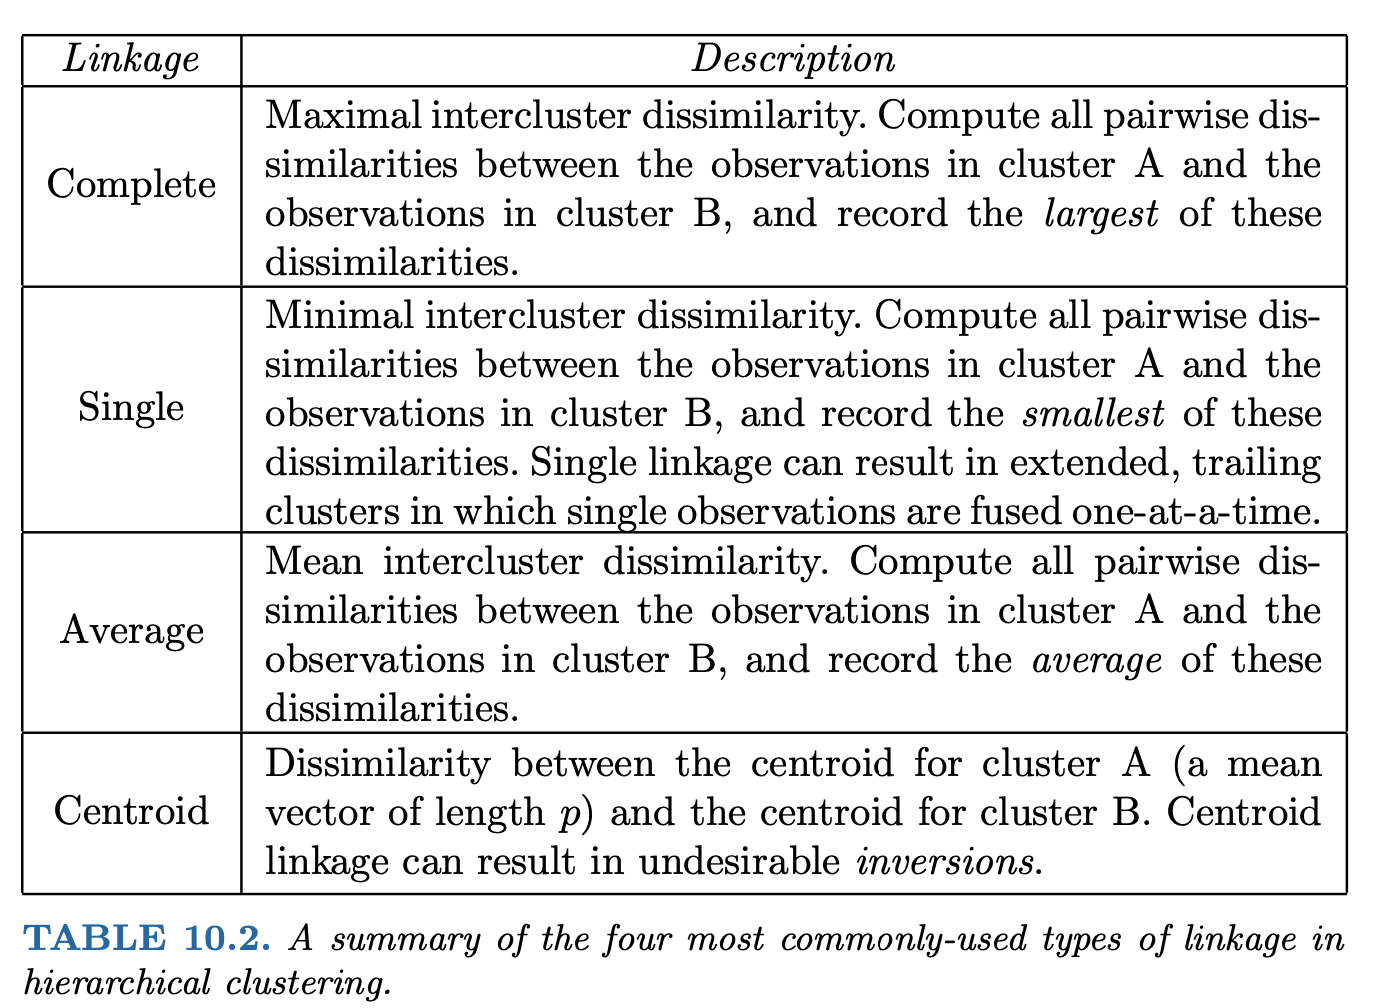 Linkage Description
Maximal intercluster dissimilarity. Compute all pairwise dis-
similarities between the observations in cluster A and the
Complete
observations in cluster B, and record the largest of these
dissimilarities.
Minimal intercluster dissimilarity. Compute all pairwise dis-
similarities between the observations in cluster A and the
Single
observations in cluster B, and record the smallest of these
dissimilarities. Single linkage can result in extended, trailing
clusters in which single observations are fused one-at-a-time.
Mean intercluster dissimilarity. Compute all pairwise dis-
similarities between the observations in cluster A and the
Average
observations in cluster B, and record the average of these
dissimilarities.
Dissimilarity between the centroid for cluster A (a mean
Centroid
vector of length p) and the centroid for cluster B. Centroid
linkage can result in undesirable inversions.
TABLE 10.2. A summary of the four most commonly-used types of linkage in
hierarchical clustering.